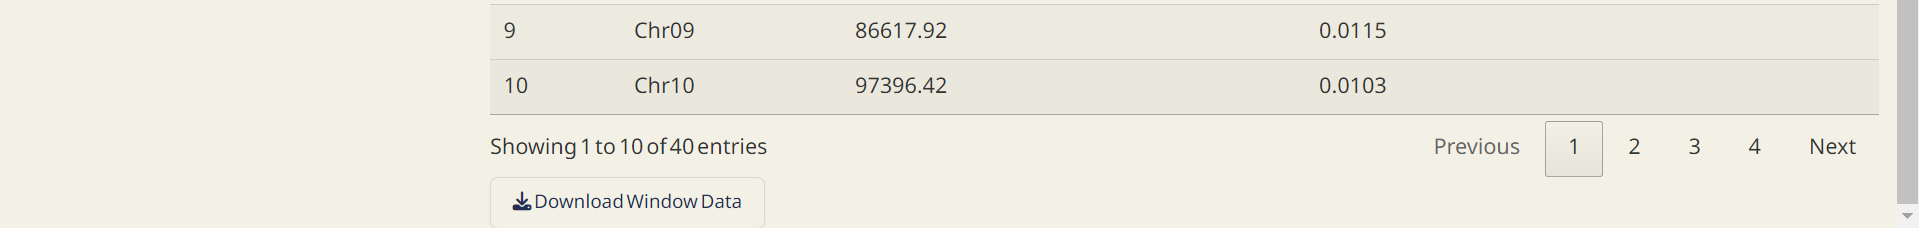 9 Chr09 86617.92 0.0115
10 Chr10 97396.42 0.0103
Showing 1 to 10 of 40 entries Previous 1 2 3 4 Next
Download Window Data